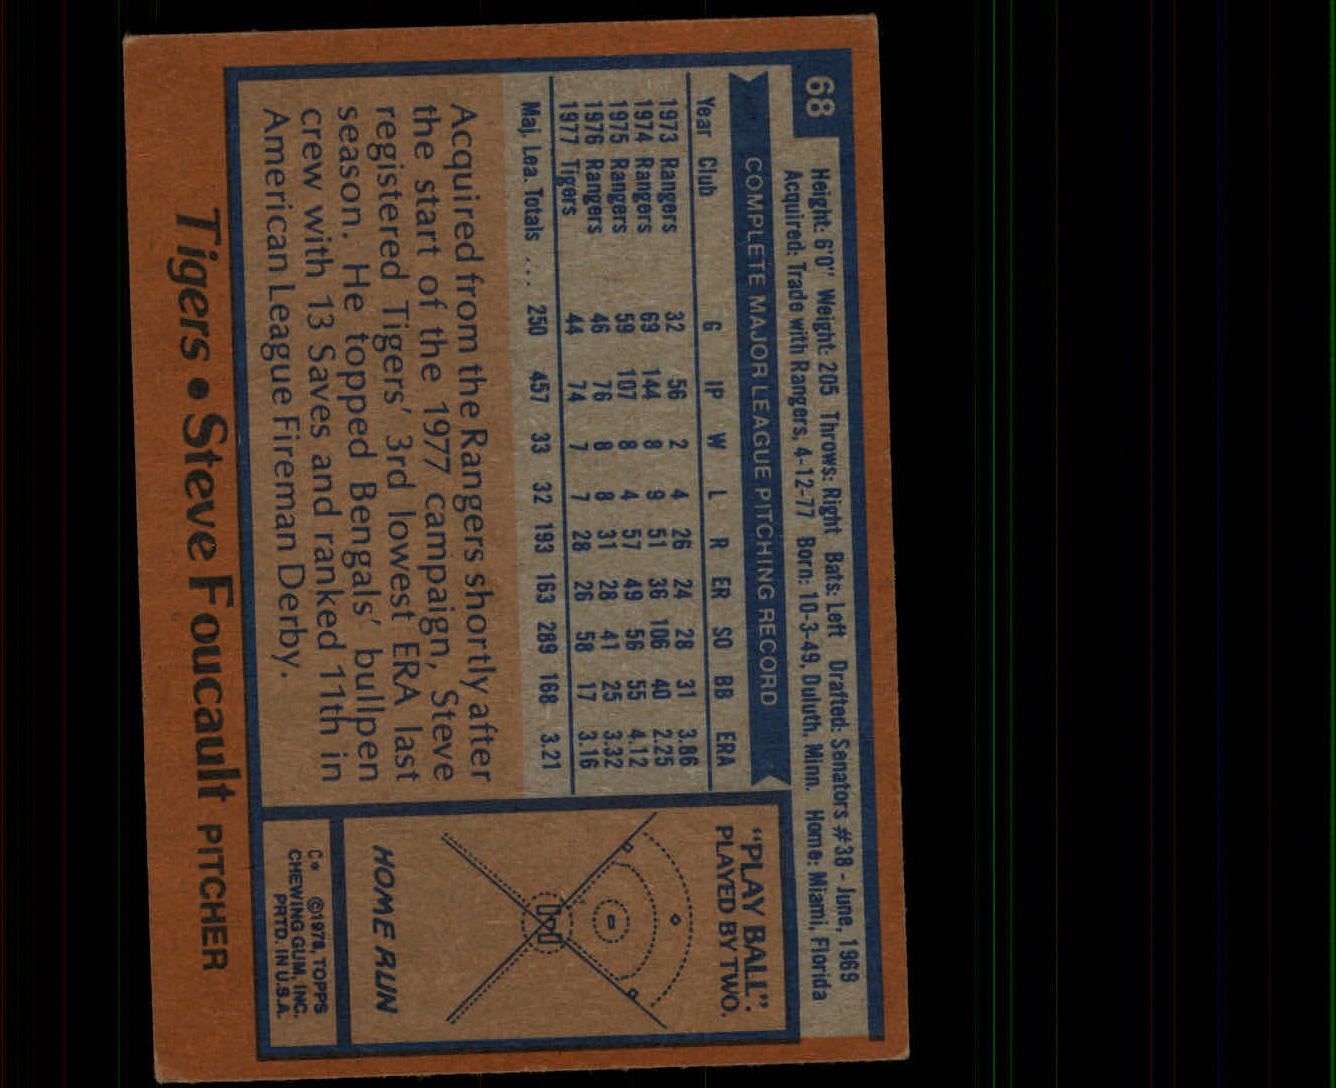 68
Height: 6'0" Weight: 205 Throws: Right Bats: Left Drafted: Senators #38 - June, 1969
Acquired: Trade with Rangers, 4-12-77 Born: 10-3-49, Duluth, Minn. Home: Miami, Florida
COMPLETE MAJOR LEAGUE PITCHING RECORD
Year Club G IP W L R ER SO BB ERA
1973 Rangers 32 56 2 4 26 24 28 31 3.86
1974 Rangers 69 144 8 9 51 36 106 40 2.25
1975 Rangers 59 107 8 4 57 49 56 55 4.12
1976 Rangers 46 76 8 8 31 28 41 25 3.32
1977 Tigers 44 74 7 7 28 26 58 17 3.16
Maj. Lea. Totals ... 250 457 33 32 193 163 289 168 3.21
Acquired from the Rangers shortly after
the start of the 1977 campaign, Steve
registered Tigers' 3rd lowest ERA last
season. He topped Bengals' bullpen
crew with 13 Saves and ranked 11th in
American League Fireman Derby.
"PLAY BALL":
PLAYED BY TWO.
HOME RUN
C* ©1978, TOPPS
CHEWING GUM, INC.
PRTD. IN U.S.A.
Tigers • Steve Foucault PITCHER